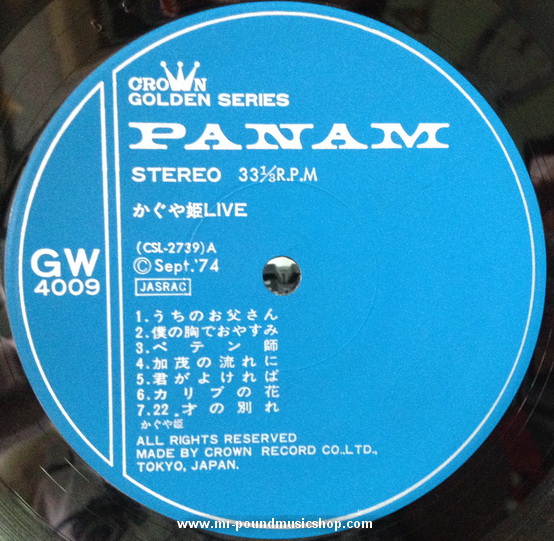 CROWN
GOLDEN SERIES
PANAM
STEREO 33 1/3 R.P.M
かぐや姫LIVE
GW
4009
(CSL-2739)A
©Sept.'74
JASRAC
1.うちのお父さん
2.僕の胸でおやすみ
3.ペテン師
4.加茂の流れに
5.君がよければ
6.カリブの花
7.22才の別れ
かぐや姫
ALL RIGHTS RESERVED
MADE BY CROWN RECORD CO.,LTD.,
TOKYO, JAPAN.
www.mr-poundmusicshop.com